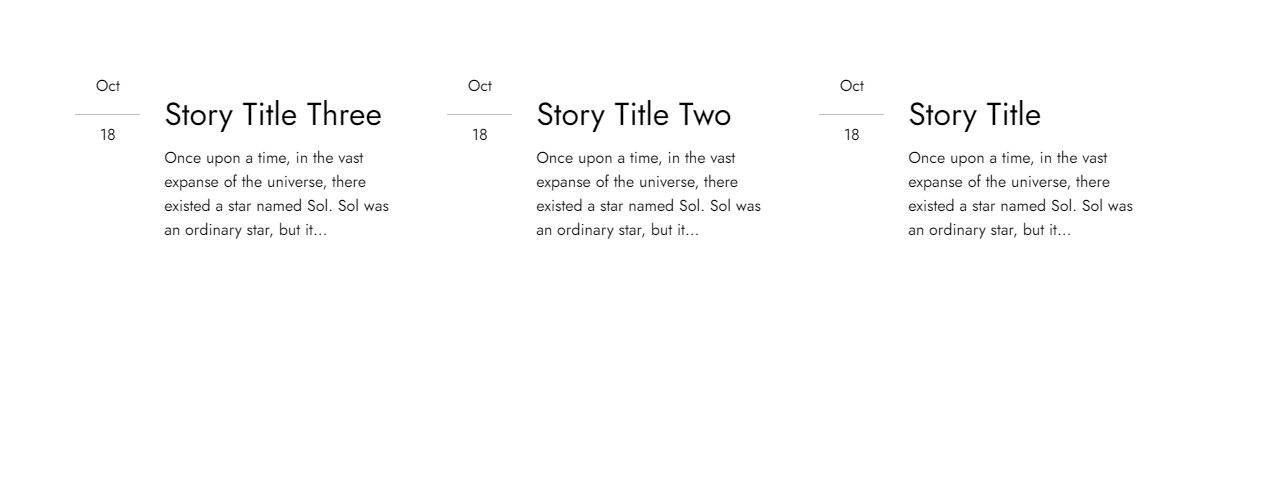 Oct
18
Story Title Three
Once upon a time, in the vast
expanse of the universe, there
existed a star named Sol. Sol was
an ordinary star, but it…
Oct
18
Story Title Two
Once upon a time, in the vast
expanse of the universe, there
existed a star named Sol. Sol was
an ordinary star, but it…
Oct
18
Story Title
Once upon a time, in the vast
expanse of the universe, there
existed a star named Sol. Sol was
an ordinary star, but it…